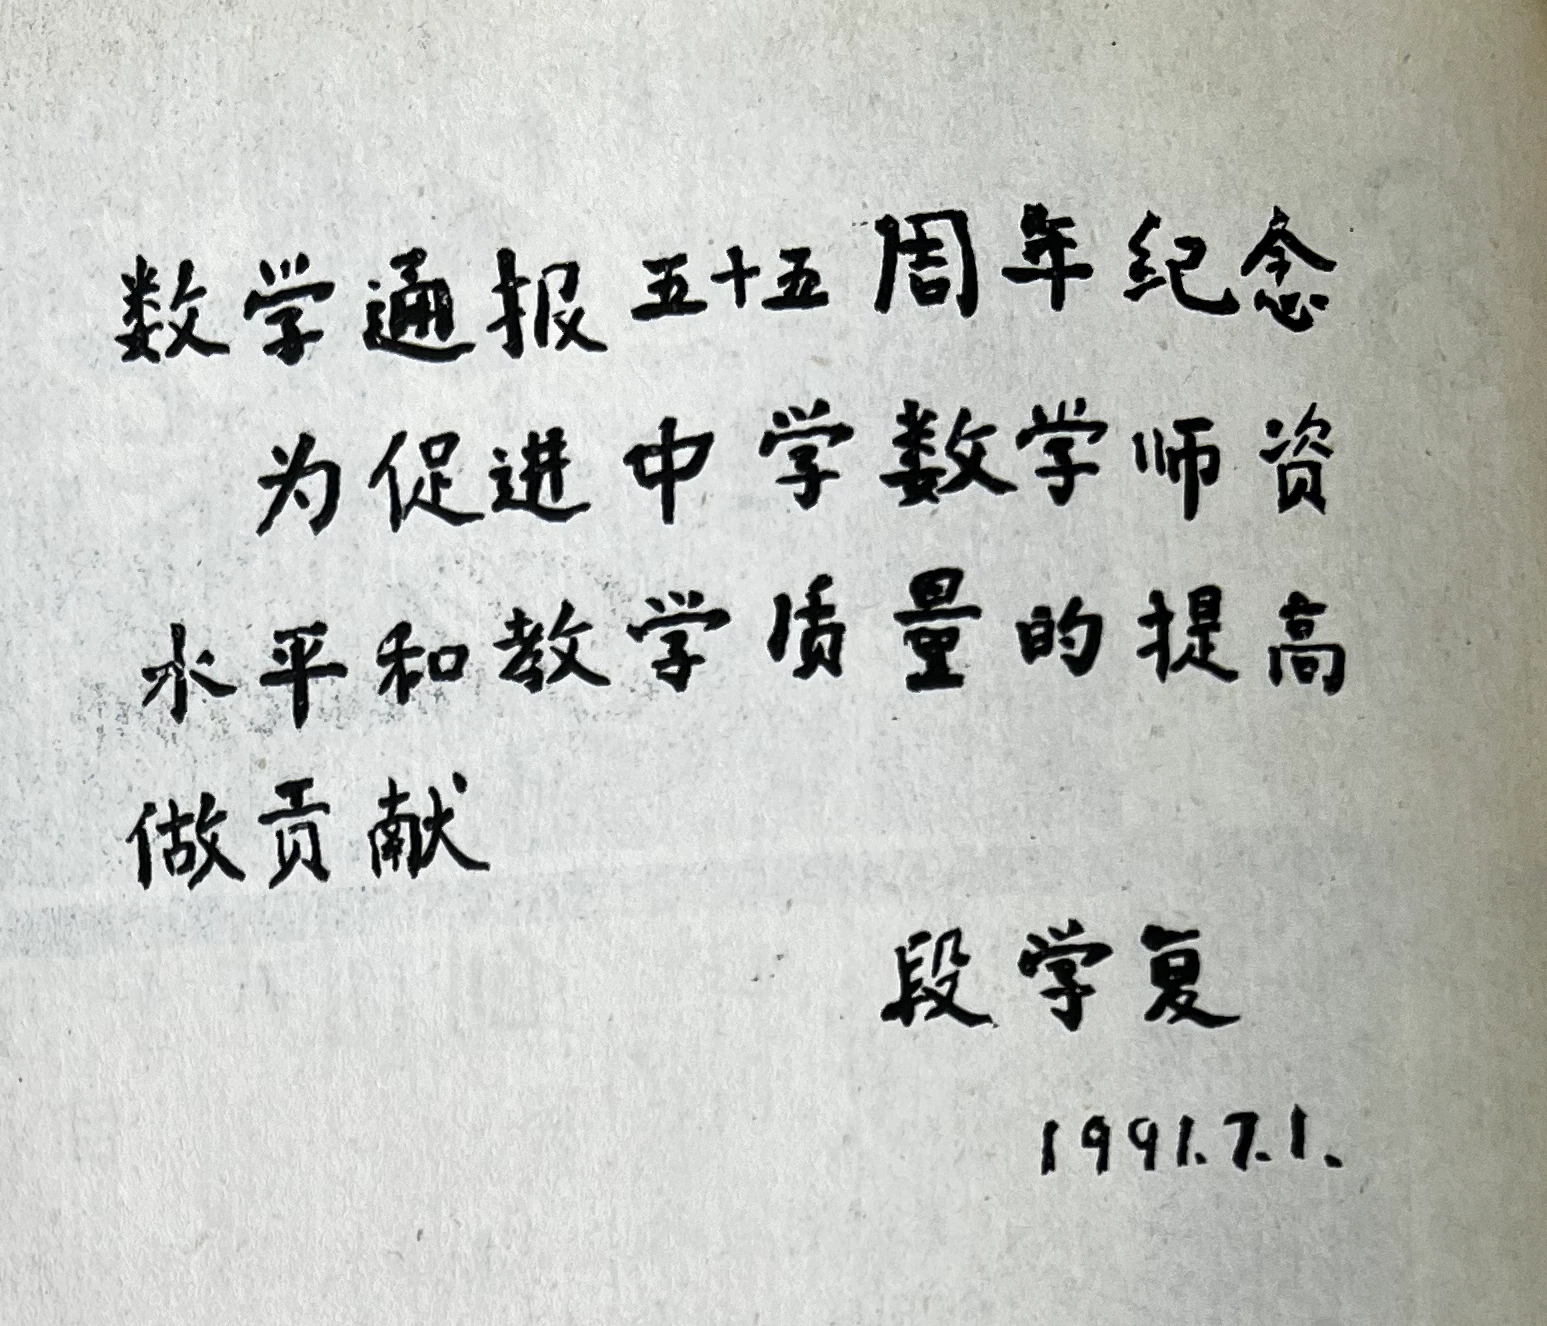 数学通报五十五周年纪念
为促进中学数学师资
水平和教学质量的提高
做贡献
段学复
1991.7.1.